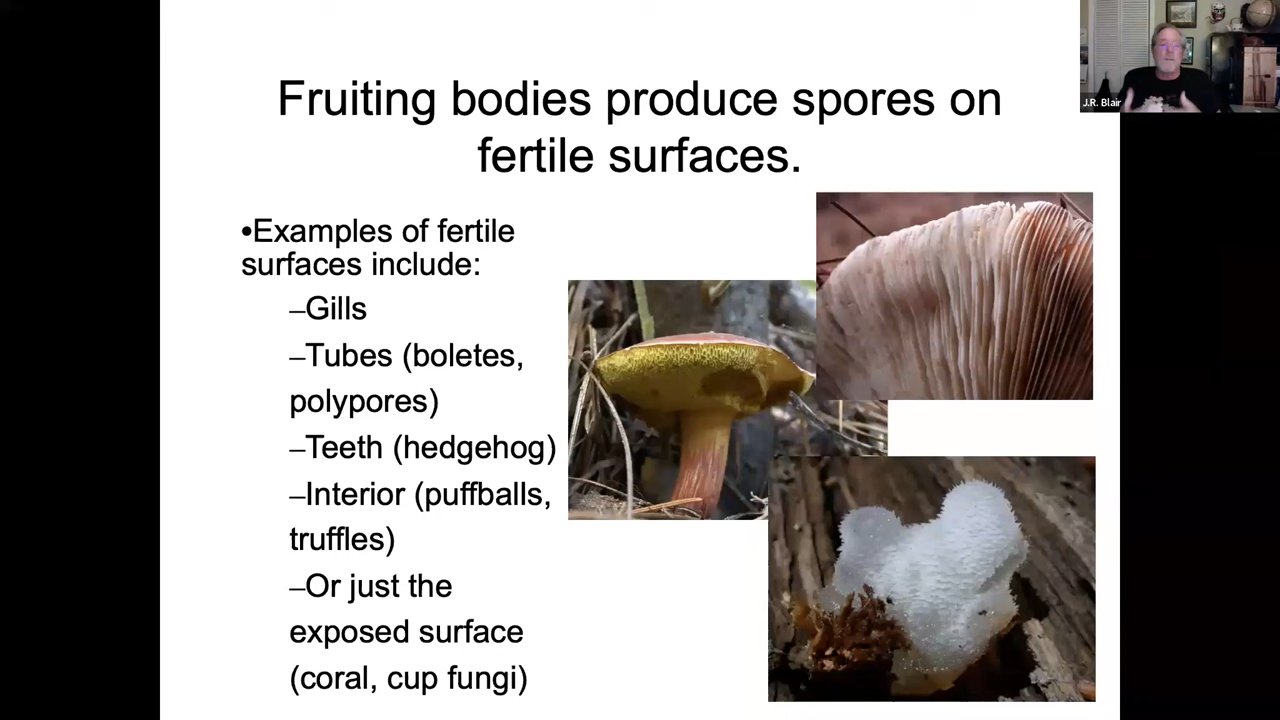 Fruiting bodies produce spores on
fertile surfaces.
•Examples of fertile
surfaces include:
–Gills
–Tubes (boletes,
polypores)
–Teeth (hedgehog)
–Interior (puffballs,
truffles)
–Or just the
exposed surface
(coral, cup fungi)
J.R. Blair